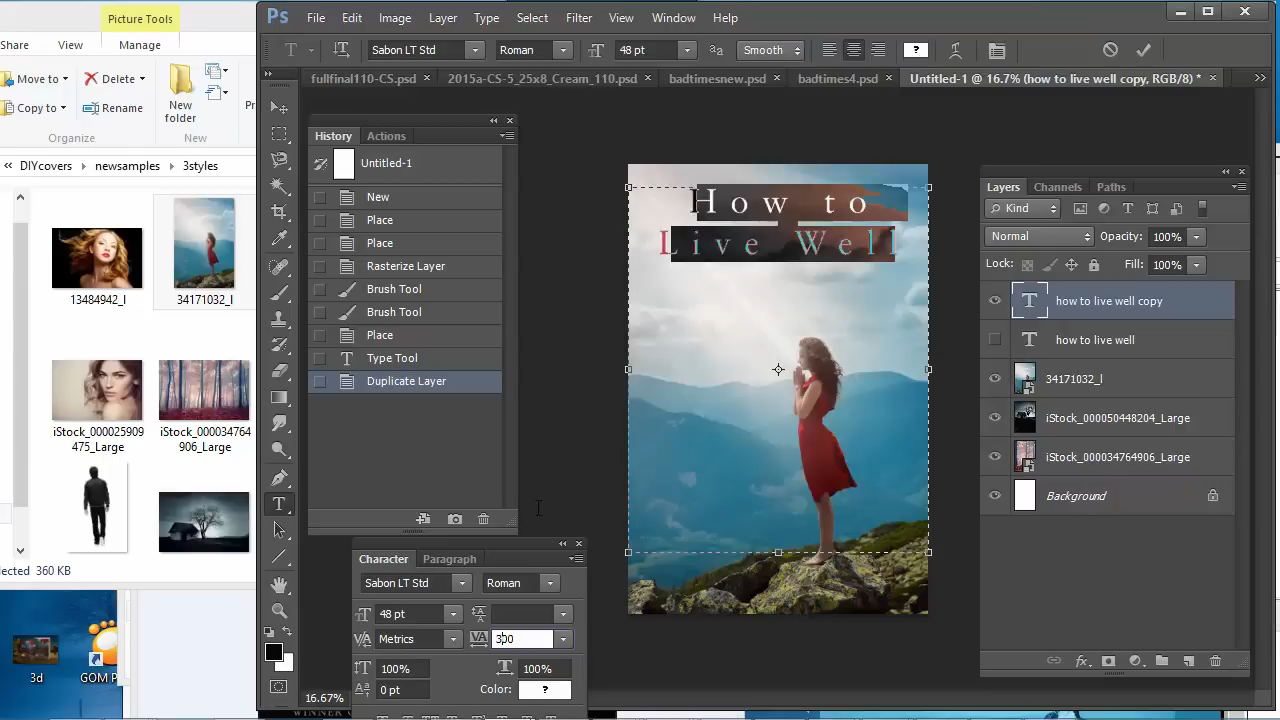 Picture Tools
Share
View
Manage
Move to
Delete
Copy to
Rename
New
folder
Organize
New
DIYcovers
newsamples
3styles
13484942_l
34171032_l
iStock_000025909
475_Large
iStock_000034764
906_Large
360 KB
3d
GOM P
Ps
File
Edit
Image
Layer
Type
Select
Filter
View
Window
Help
Sabon LT Std
Roman
48 pt
Smooth
?
fullfinal110-CS.psd
2015a-CS-5_25x8_Cream_110.psd
badtimesnew.psd
badtimes4.psd
Untitled-1 @ 16.7% (how to live well copy, RGB/8) *
History
Actions
Untitled-1
New
Place
Place
Rasterize Layer
Brush Tool
Brush Tool
Place
Type Tool
Duplicate Layer
Character
Paragraph
Sabon LT Std
Roman
48 pt
Metrics
300
100%
100%
0 pt
Color:
?
16.67%
How to
Live Well
Layers
Channels
Paths
Kind
Normal
Opacity:
100%
Lock:
Fill:
100%
how to live well copy
how to live well
34171032_l
iStock_000050448204_Large
iStock_000034764906_Large
Background